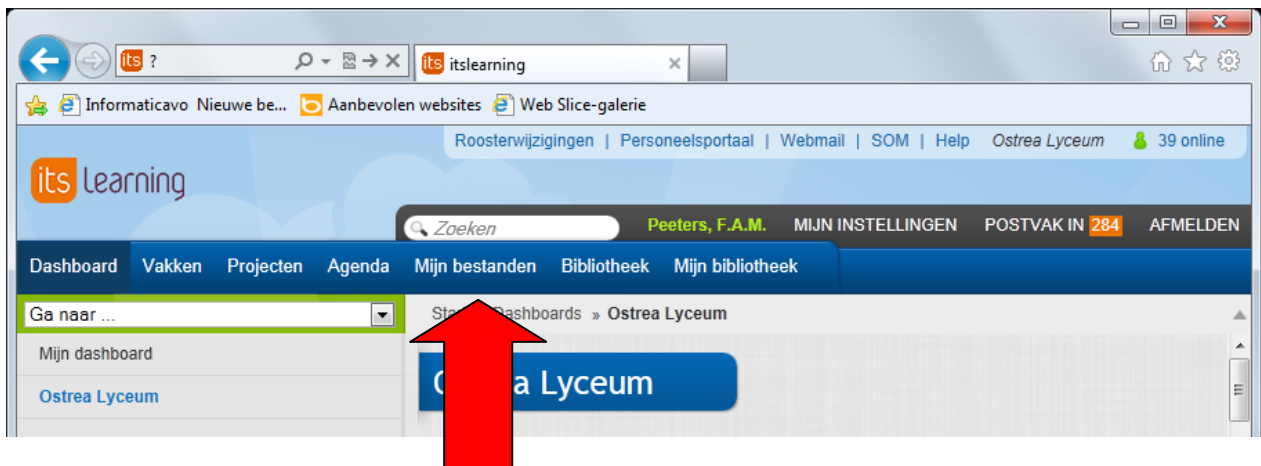 its ?
its itslearning
Informaticavo Nieuwe be... Aanbevolen websites Web Slice-galerie
Roosterwijzigingen | Personeelsportaal | Webmail | SOM | Help Ostrea Lyceum 39 online
its Learning
Zoeken Peeters, F.A.M. MIJN INSTELLINGEN POSTVAK IN 284 AFMELDEN
Dashboard Vakken Projecten Agenda Mijn bestanden Bibliotheek Mijn bibliotheek
Ga naar ...
Dashboards » Ostrea Lyceum
Mijn dashboard
Ostrea Lyceum
a Lyceum